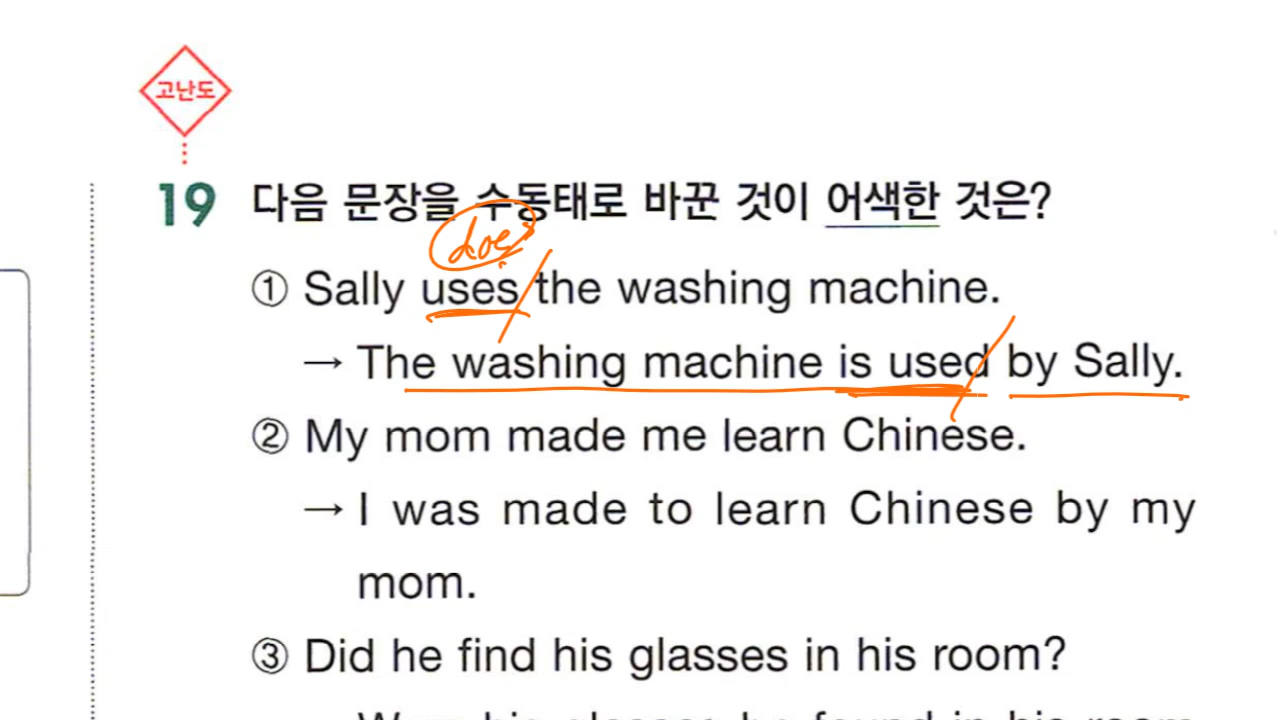 고난도
19 다음 문장을 수동태로 바꾼 것이 어색한 것은?
does
① Sally uses the washing machine.
→ The washing machine is used by Sally.
② My mom made me learn Chinese.
→ I was made to learn Chinese by my
mom.
③ Did he find his glasses in his room?